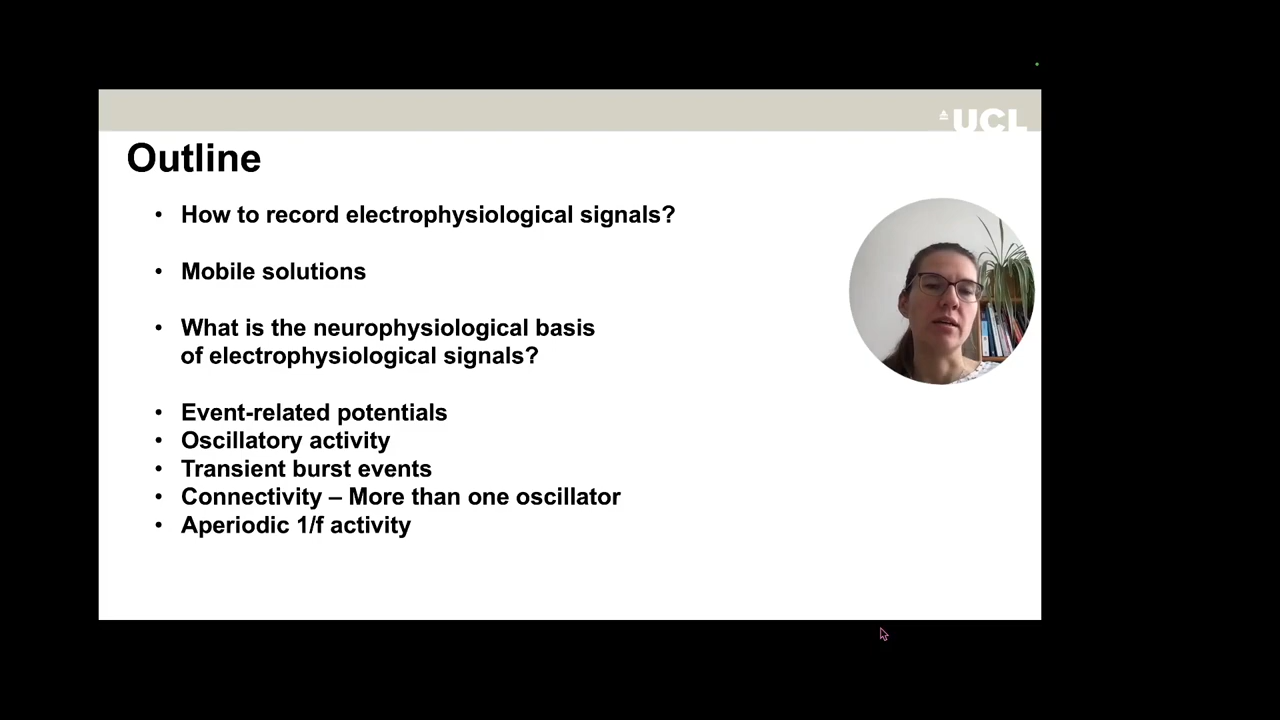 UCL
Outline
• How to record electrophysiological signals?
• Mobile solutions
• What is the neurophysiological basis
of electrophysiological signals?
• Event-related potentials
• Oscillatory activity
• Transient burst events
• Connectivity – More than one oscillator
• Aperiodic 1/f activity